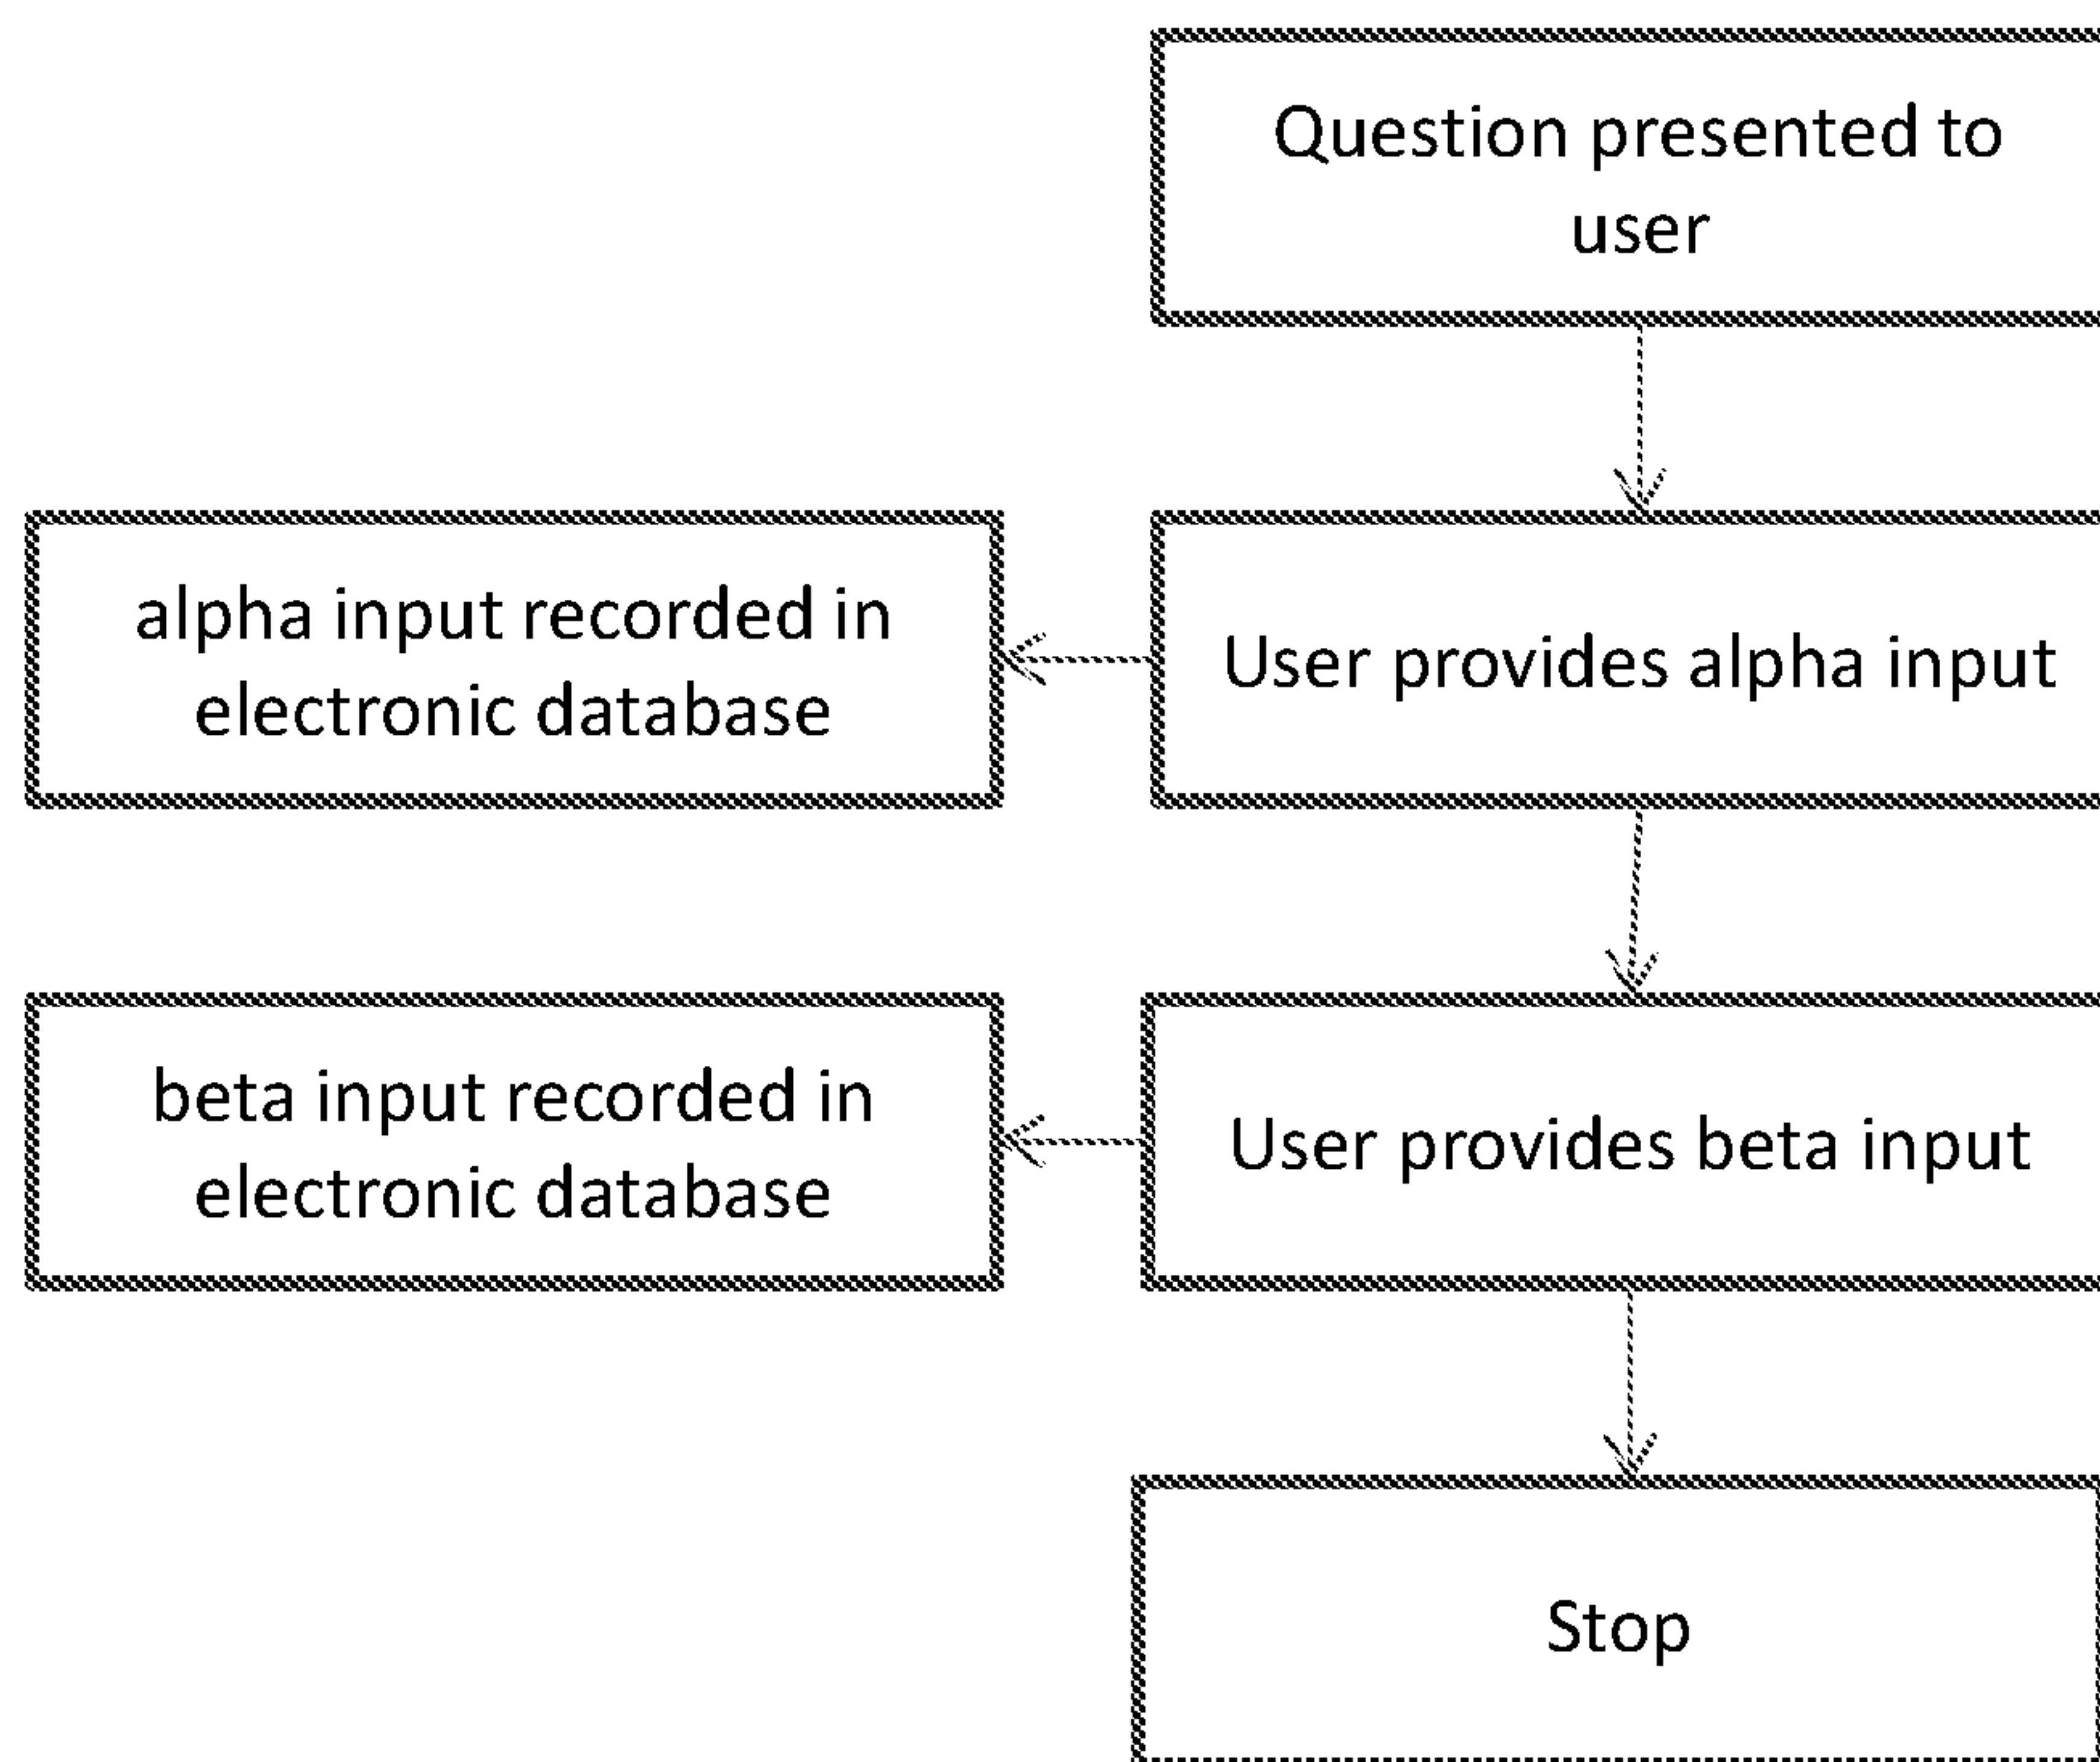 Question presented to
user
alpha input recorded in
electronic database
User provides alpha input
beta input recorded in
electronic database
User provides beta input
Stop